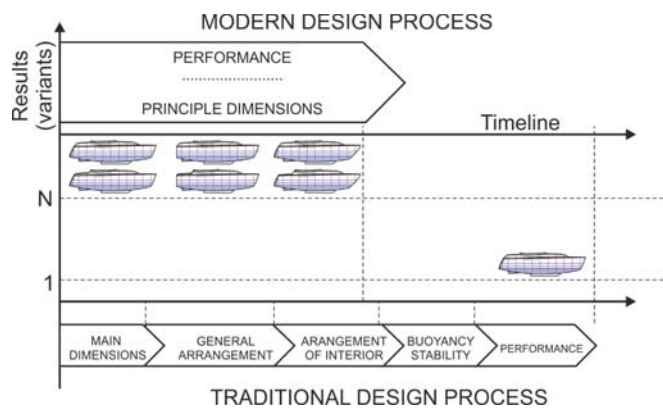 MODERN DESIGN PROCESS
Results
(variants)
PERFORMANCE
PRINCIPLE DIMENSIONS
Timeline
N
1
MAIN
DIMENSIONS
GENERAL
ARRANGEMENT
ARANGEMENT
OF INTERIOR
BUOYANCY
STABILITY
PERFORMANCE
TRADITIONAL DESIGN PROCESS